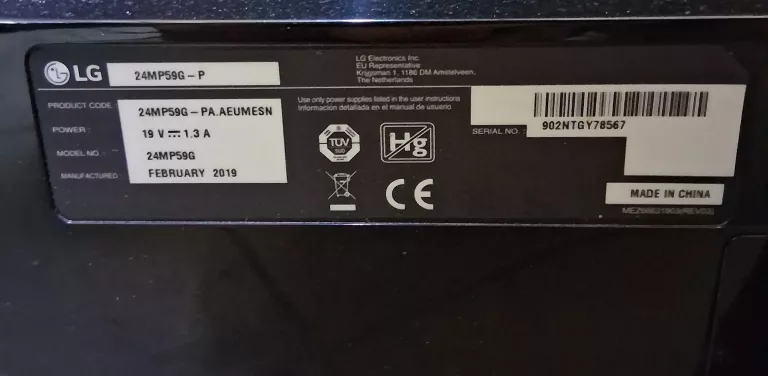 LG 24MP59G-P
LG Electronics Inc.
EU Representative
Krijgsman 1, 1186 DM Amstelveen,
The Netherlands
PRODUCT CODE : 24MP59G-PA.AEUMESN
POWER : 19 V 1,3 A
MODEL NO. : 24MP59G
MANUFACTURED : FEBRUARY 2019
Use only power supplies listed in the user instructions
Información detallada en el manual de usuario
TÜV
SÜD
Hg
CE
SERIAL NO. : 902NTGY78567
MADE IN CHINA